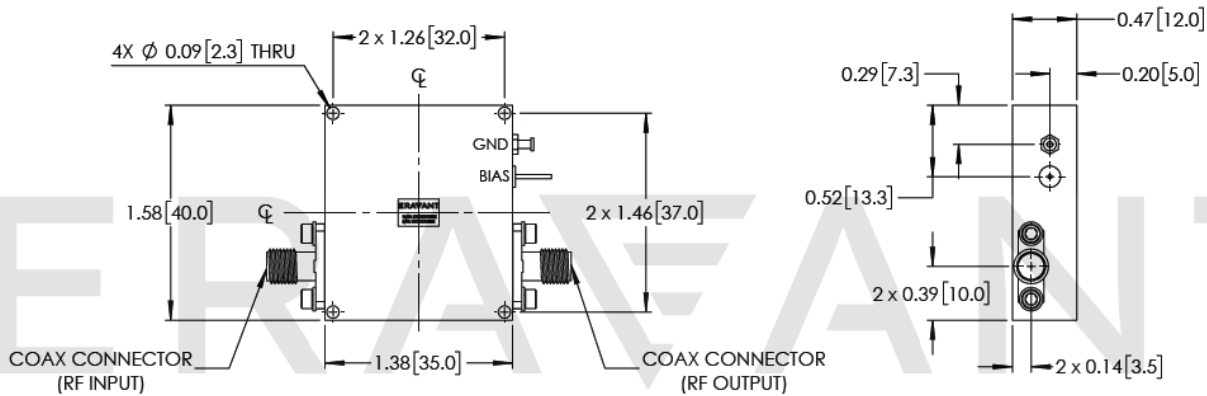 4X Ø 0.09[2.3] THRU
2 x 1.26[32.0]
℄
GND
BIAS
1.58[40.0]
℄
ERAVANT
2 x 1.46[37.0]
COAX CONNECTOR
(RF INPUT)
1.38[35.0]
COAX CONNECTOR
(RF OUTPUT)
0.47[12.0]
0.29[7.3]
0.20[5.0]
0.52[13.3]
2 x 0.39[10.0]
2 x 0.14[3.5]
ERAVANT